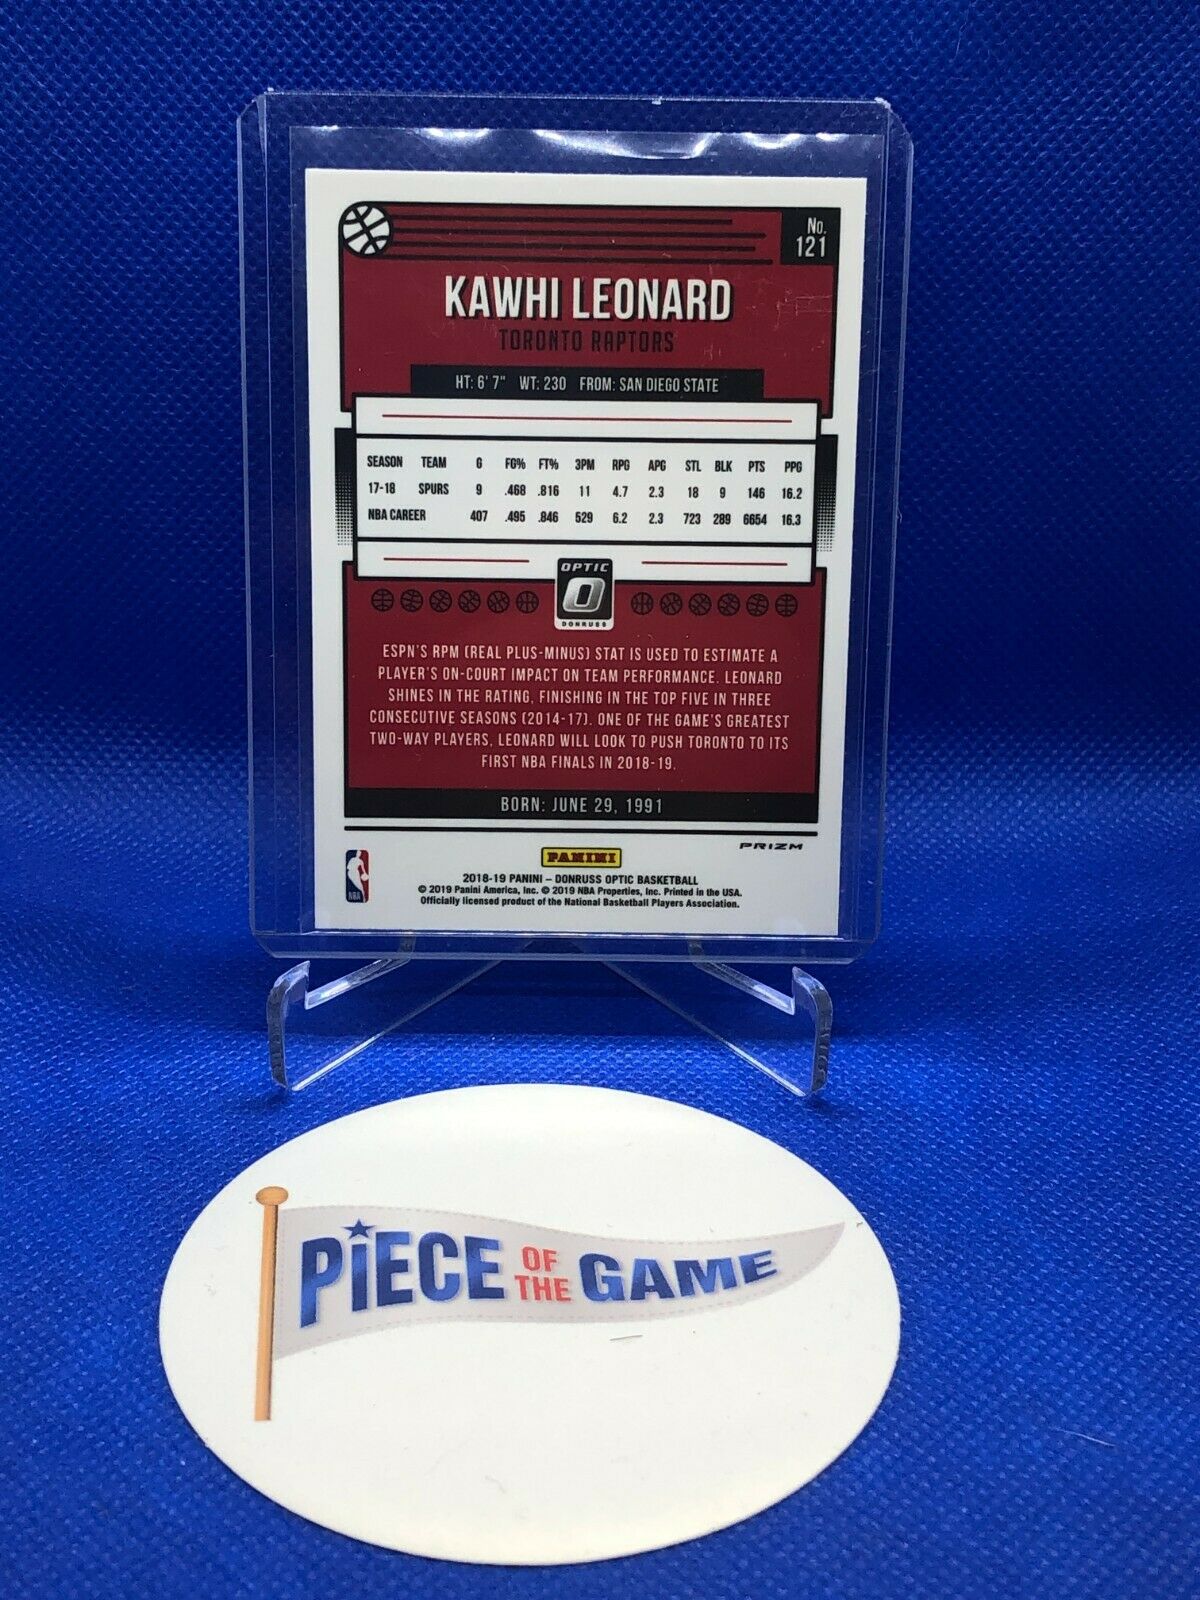 No.
121
KAWHI LEONARD
TORONTO RAPTORS
HT: 6' 7" WT: 230 FROM: SAN DIEGO STATE
SEASON TEAM G FG% FT% 3PM RPG APG STL BLK PTS PPG
17-18 SPURS 9 .468 .816 11 4.7 2.3 18 9 146 16.2
NBA CAREER 407 .495 .846 529 6.2 2.3 723 289 6654 16.3
OPTIC
O
DONRUSS
ESPN'S RPM (REAL PLUS-MINUS) STAT IS USED TO ESTIMATE A
PLAYER'S ON-COURT IMPACT ON TEAM PERFORMANCE. LEONARD
SHINES IN THE RATING, FINISHING IN THE TOP FIVE IN THREE
CONSECUTIVE SEASONS (2014-17). ONE OF THE GAME'S GREATEST
TWO-WAY PLAYERS, LEONARD WILL LOOK TO PUSH TORONTO TO ITS
FIRST NBA FINALS IN 2018-19.
BORN: JUNE 29, 1991
PRIZM
PANINI
NBA
2018-19 PANINI – DONRUSS OPTIC BASKETBALL
© 2019 Panini America, Inc. © 2019 NBA Properties, Inc. Printed in the USA.
Officially licensed product of the National Basketball Players Association.
PIECE OF THE GAME